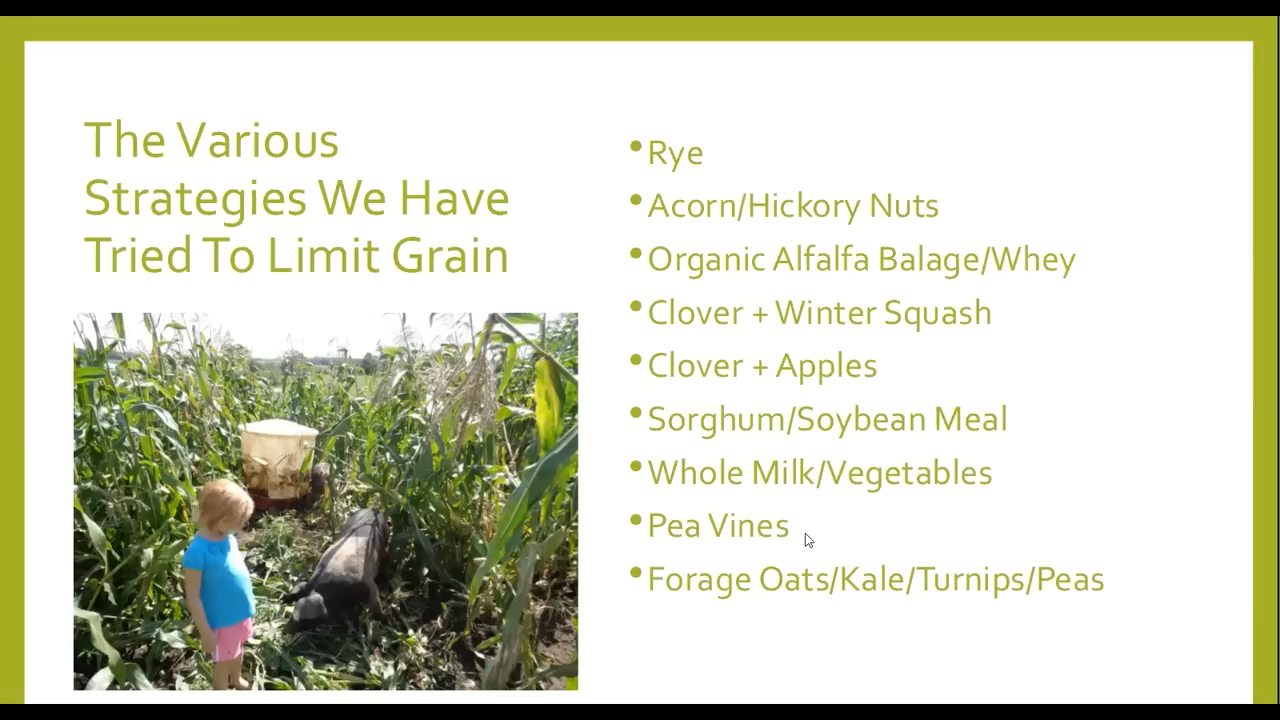 The Various
Strategies We Have
Tried To Limit Grain
•Rye
•Acorn/Hickory Nuts
•Organic Alfalfa Balage/Whey
•Clover + Winter Squash
•Clover + Apples
•Sorghum/Soybean Meal
•Whole Milk/Vegetables
•Pea Vines
•Forage Oats/Kale/Turnips/Peas